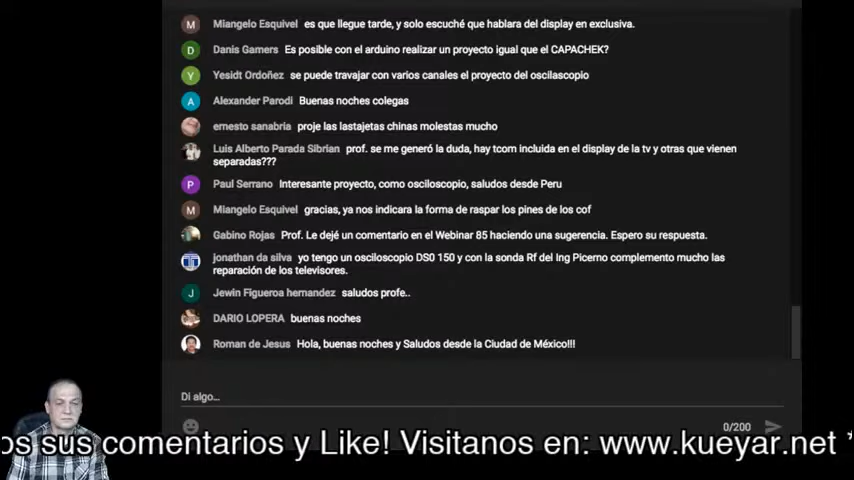 Miangelo Esquivel es que llegue tarde, y solo escuché que hablara del display en exclusiva.
D Danis Gamers Es posible con el arduino realizar un proyecto igual que el CAPACHEK?
Y Yesidt Ordoñez se puede travajar con varios canales el proyecto del oscilascopio
A Alexander Parodi Buenas noches colegas
ernesto sanabria proje las lastajetas chinas molestas mucho
Luis Alberto Parada Sibrian prof. se me generó la duda, hay tcom incluida en el display de la tv y otras que vienen
separadas???
P Paul Serrano Interesante proyecto, como osciloscopio, saludos desde Peru
M Miangelo Esquivel gracias, ya nos indicara la forma de raspar los pines de los cof
Gabino Rojas Prof. Le dejé un comentario en el Webinar 85 haciendo una sugerencia. Espero su respuesta.
jonathan da silva yo tengo un osciloscopio DS0 150 y con la sonda Rf del Ing Picerno complemento mucho las
reparación de los televisores.
J Jewin Figueroa hernandez saludos profe..
DARIO LOPERA buenas noches
Roman de Jesus Hola, buenas noches y Saludos desde la Ciudad de México!!!
Di algo...
0/200
os sus comentarios y Like! Visitanos en: www.kueyar.net *